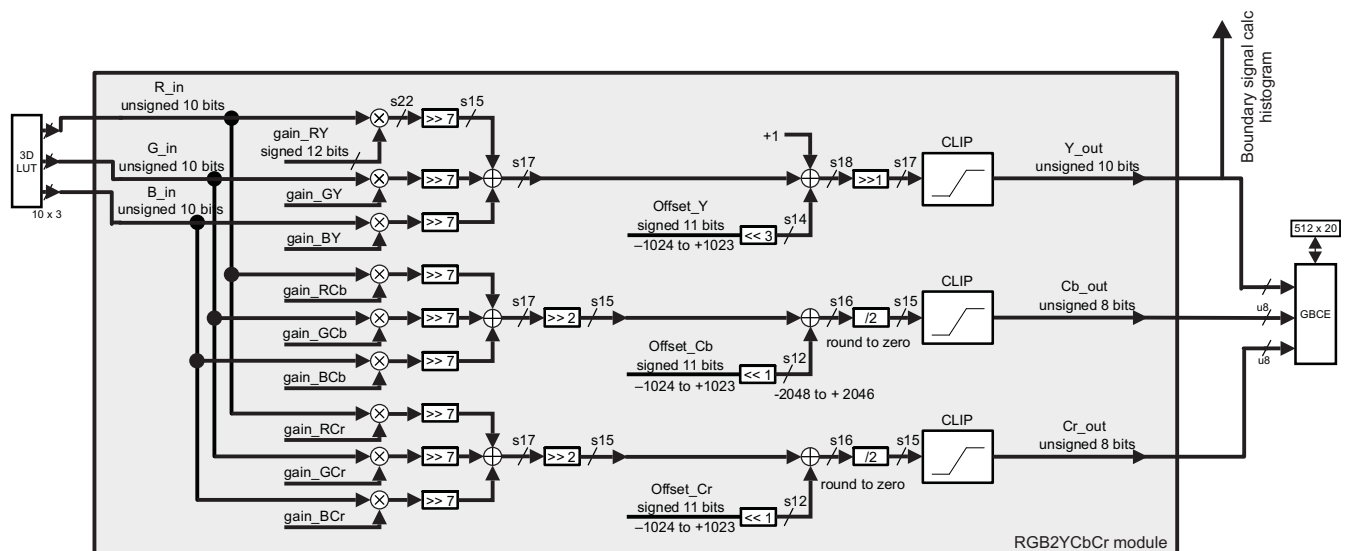 R_in
unsigned 10 bits
s22
>> 7
s15
gain_RY
signed 12 bits
3D
LUT
10 x 3
G_in
unsigned 10 bits
>> 7
s17
gain_GY
B_in
unsigned 10 bits
>> 7
gain_BY
+1
s18
>>1
s17
CLIP
Y_out
unsigned 10 bits
Offset_Y
signed 11 bits
–1024 to +1023
<< 3
s14
Boundary signal calc
histogram
>> 7
gain_RCb
>> 7
s17
>> 2
s15
gain_GCb
>> 7
gain_BCb
s16
/2
s15
round to zero
CLIP
Cb_out
unsigned 8 bits
Offset_Cb
signed 11 bits
–1024 to +1023
<< 1
s12
-2048 to + 2046
512 x 20
GBCE
u8
u8
>> 7
gain_RCr
>> 7
s17
>> 2
s15
gain_GCr
>> 7
gain_BCr
s16
/2
s15
round to zero
CLIP
Cr_out
unsigned 8 bits
Offset_Cr
signed 11 bits
–1024 to +1023
<< 1
s12
RGB2YCbCr module